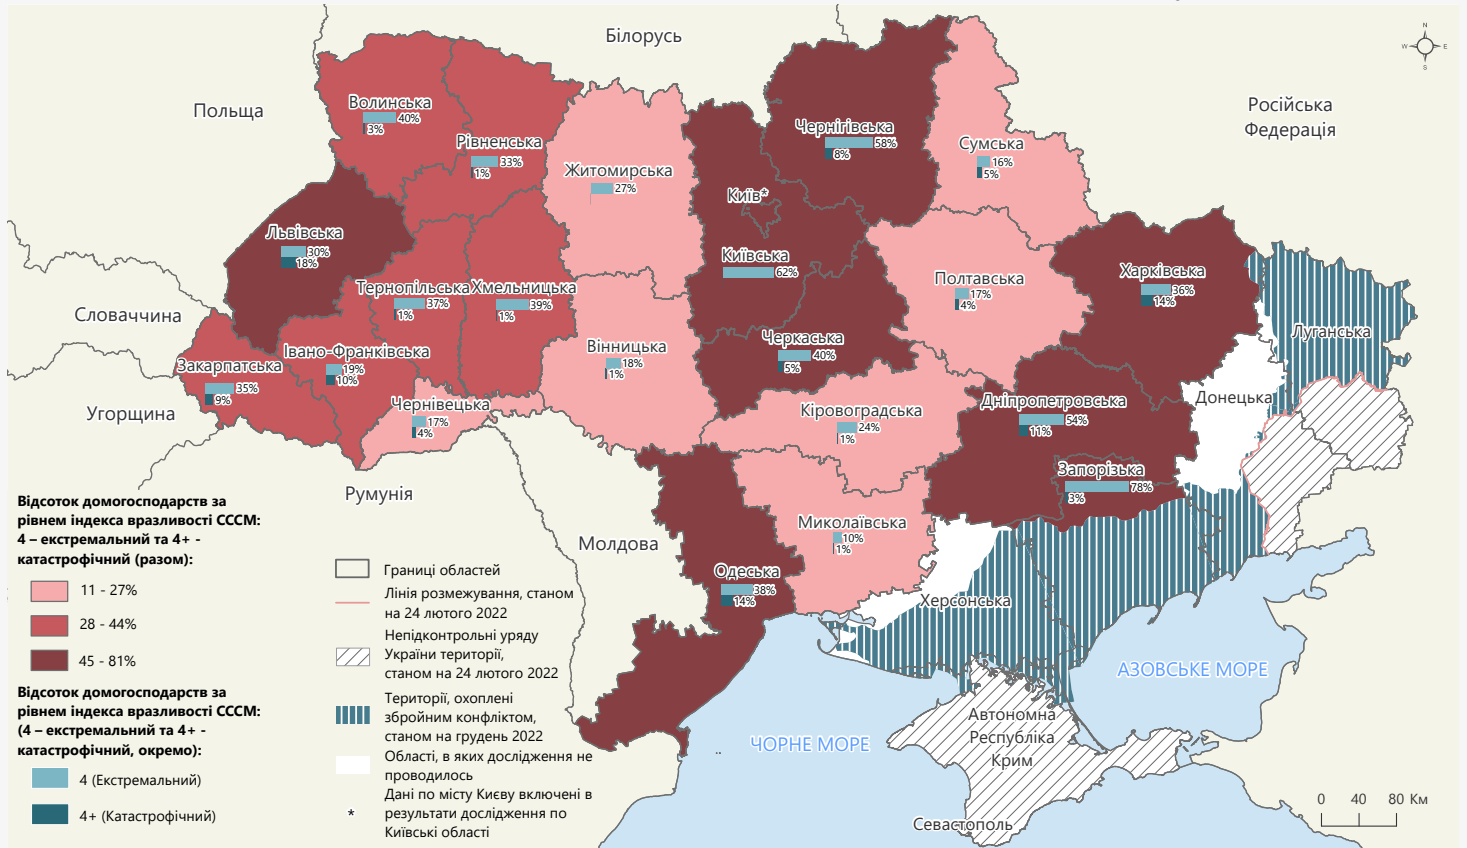 Білорусь
N
W
E
S
Польща
Російська
Федерація
Волинська
40%
3%
Рівненська
33%
1%
Житомирська
27%
Чернігівська
58%
8%
Сумська
16%
5%
Київ*
Львівська
30%
18%
Київська
62%
Тернопільська
37%
1%
Хмельницька
39%
1%
Полтавська
17%
4%
Харківська
36%
14%
Словаччина
Луганська
Вінницька
18%
1%
Черкаська
40%
5%
Закарпатська
35%
9%
Івано-Франківська
19%
10%
Угорщина
Чернівецька
17%
4%
Кіровоградська
24%
1%
Дніпропетровська
54%
11%
Донецька
Запорізька
78%
3%
Румунія
Миколаївська
10%
1%
Молдова
Одеська
38%
14%
Херсонська
АЗОВСЬКЕ МОРЕ
ЧОРНЕ МОРЕ
Автономна
Республіка
Крим
Севастополь
Відсоток домогосподарств за
рівнем індекса вразливості СССМ:
4 – екстремальний та 4+ -
катастрофічний (разом):
11 - 27%
28 - 44%
45 - 81%
Відсоток домогосподарств за
рівнем індекса вразливості СССМ:
(4 – екстремальний та 4+ -
катастрофічний, окремо):
4 (Екстремальний)
4+ (Катастрофічний)
Границі областей
Лінія розмежування, станом
на 24 лютого 2022
Непідконтрольні уряду
України території,
станом на 24 лютого 2022
Території, охоплені
збройним конфліктом,
станом на грудень 2022
Області, в яких дослідження не
проводилось
* Дані по місту Києву включені в
результати дослідження по
Київські області
0 40 80 Км